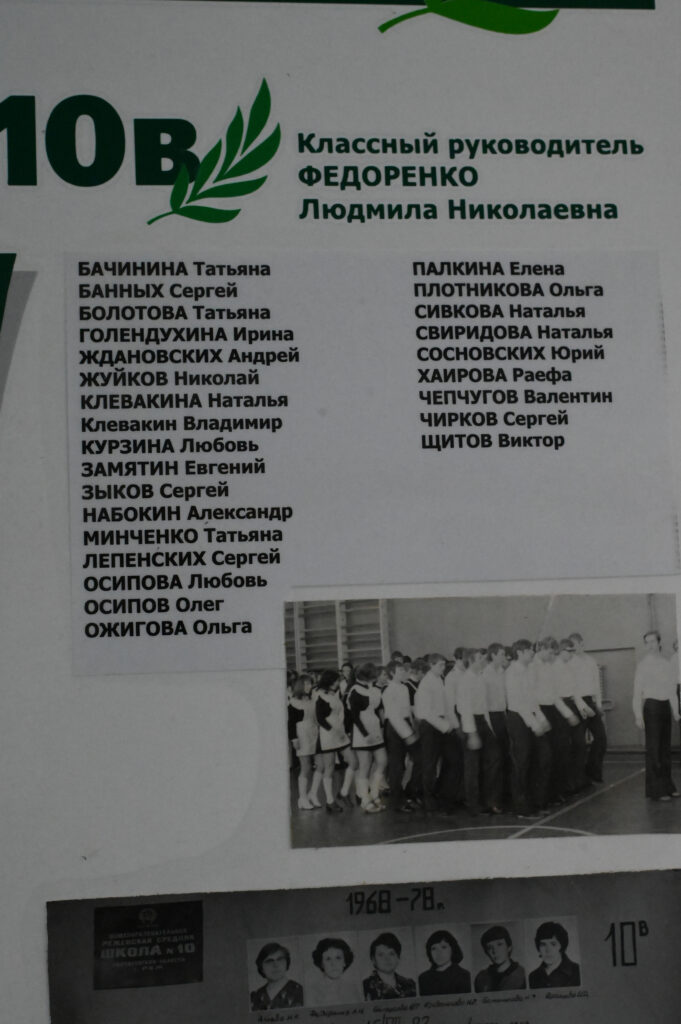 10в
Классный руководитель
ФЕДОРЕНКО
Людмила Николаевна
БАЧИНИНА Татьяна
БАННЫХ Сергей
БОЛОТОВА Татьяна
ГОЛЕНДУХИНА Ирина
ЖДАНОВСКИХ Андрей
ЖУЙКОВ Николай
КЛЕВАКИНА Наталья
Клевакин Владимир
КУРЗИНА Любовь
ЗАМЯТИН Евгений
ЗЫКОВ Сергей
НАБОКИН Александр
МИНЧЕНКО Татьяна
ЛЕПЕНСКИХ Сергей
ОСИПОВА Любовь
ОСИПОВ Олег
ОЖИГОВА Ольга
ПАЛКИНА Елена
ПЛОТНИКОВА Ольга
СИВКОВА Наталья
СВИРИДОВА Наталья
СОСНОВСКИХ Юрий
ХАИРОВА Раефа
ЧЕПЧУГОВ Валентин
ЧИРКОВ Сергей
ЩИТОВ Виктор
1968-78г.
РЕЖЕВСКАЯ СРЕДНЯЯ
ШКОЛА №10
10в